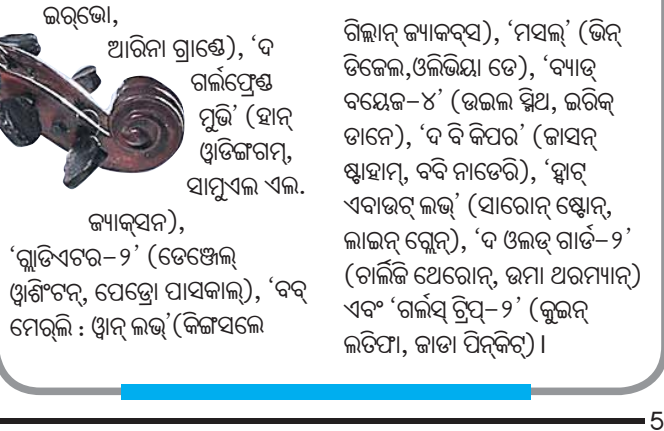 ଇର୍‌ଭୋ,
ଆରିନା ଗ୍ରାଣ୍ଡେ), ‘ଦ
ଗର୍ଲଫ୍ରେଣ୍ଡ
ମୁଭି’ (ହାନ୍
ୱାଡିଙ୍ଗଗମ୍,
ସାମୁଏଲ ଏଲ.
ଜ୍ୟାକ୍‌ସନ),
‘ଗ୍ଲାଡିଏଟର–୨’ (ଡେଞ୍ଜେଲ୍
ୱାଶିଂଟନ୍, ପେଡ୍ରୋ ପାସକାଲ୍), ‘ବବ୍
ମେର୍‌ଲି : ୱାନ୍ ଲଭ୍’(କିଙ୍ଗସଲେ
ଗିଲ୍ଲାନ୍ ଜ୍ୟାକବ୍‌ସ), ‘ମସଲ୍’ (ଭିନ୍
ଡିଜେଲ,ଓଲିଭିୟା ଡେ), ‘ବ୍ୟାଡ୍
ବୟେଜ–୪’ (ଉଇଲ ସ୍ମିଥ, ଇରିକ୍
ଡାନେ), ‘ଦ ବି କିପର’ (ଜାସନ୍
ଷ୍ଟାହାମ୍, ବବି ନାଡେରି), ‘ହ୍ୱାଟ୍
ଏବାଉଟ୍ ଲଭ୍’ (ସାରୋନ୍ ଷ୍ଟୋନ୍,
ଲାଇନ୍ ଗ୍ଲେନ୍), ‘ଦ ଓଲଡ୍ ଗାର୍ଡ–୨’
(ଚାର୍ଲିଜି ଥେରୋନ୍, ଉମା ଥରମ୍ୟାନ୍)
ଏବଂ ‘ଗର୍ଲସ୍ ଟ୍ରିପ୍–୨’ (କୁଇନ୍
ଲତିଫା, ଜାଡା ପିନ୍‌କିଟ୍) ।
5